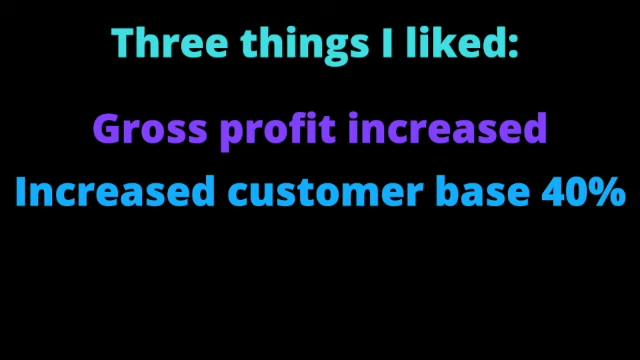 Three things I liked:
Gross profit increased
Increased customer base 40%